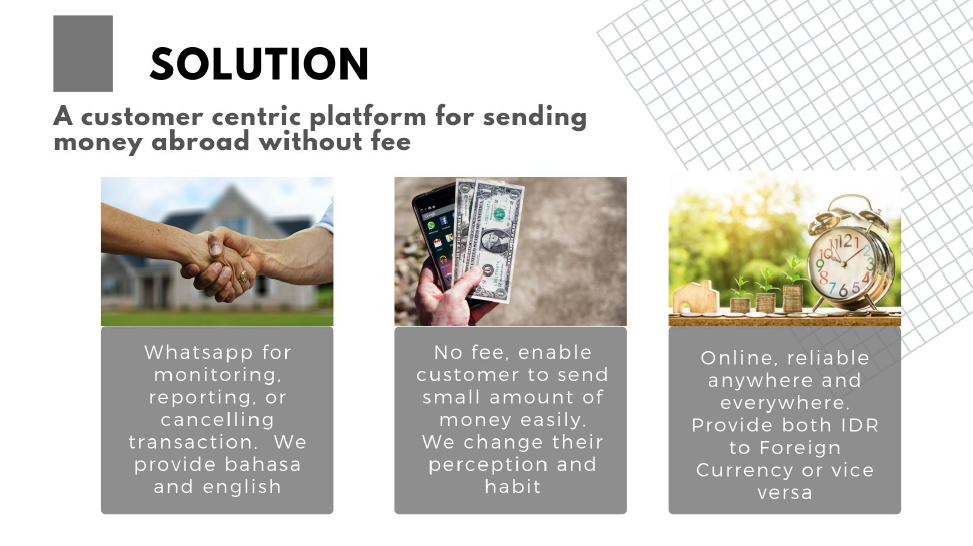 SOLUTION
A customer centric platform for sending
money abroad without fee
Whatsapp for
monitoring,
reporting, or
cancelling
transaction. We
provide bahasa
and english
No fee, enable
customer to send
small amount of
money easily.
We change their
perception and
habit
Online, reliable
anywhere and
everywhere.
Provide both IDR
to Foreign
Currency or vice
versa